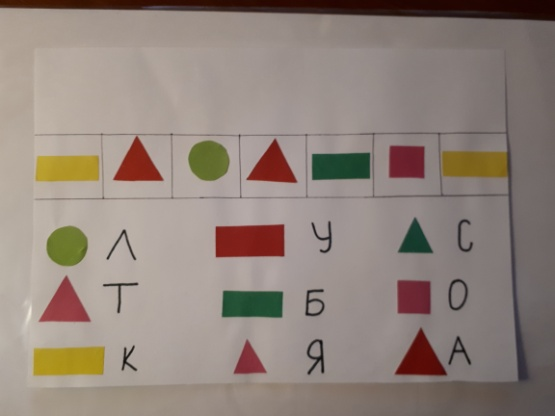 Л У С
Т Б О
К Я А